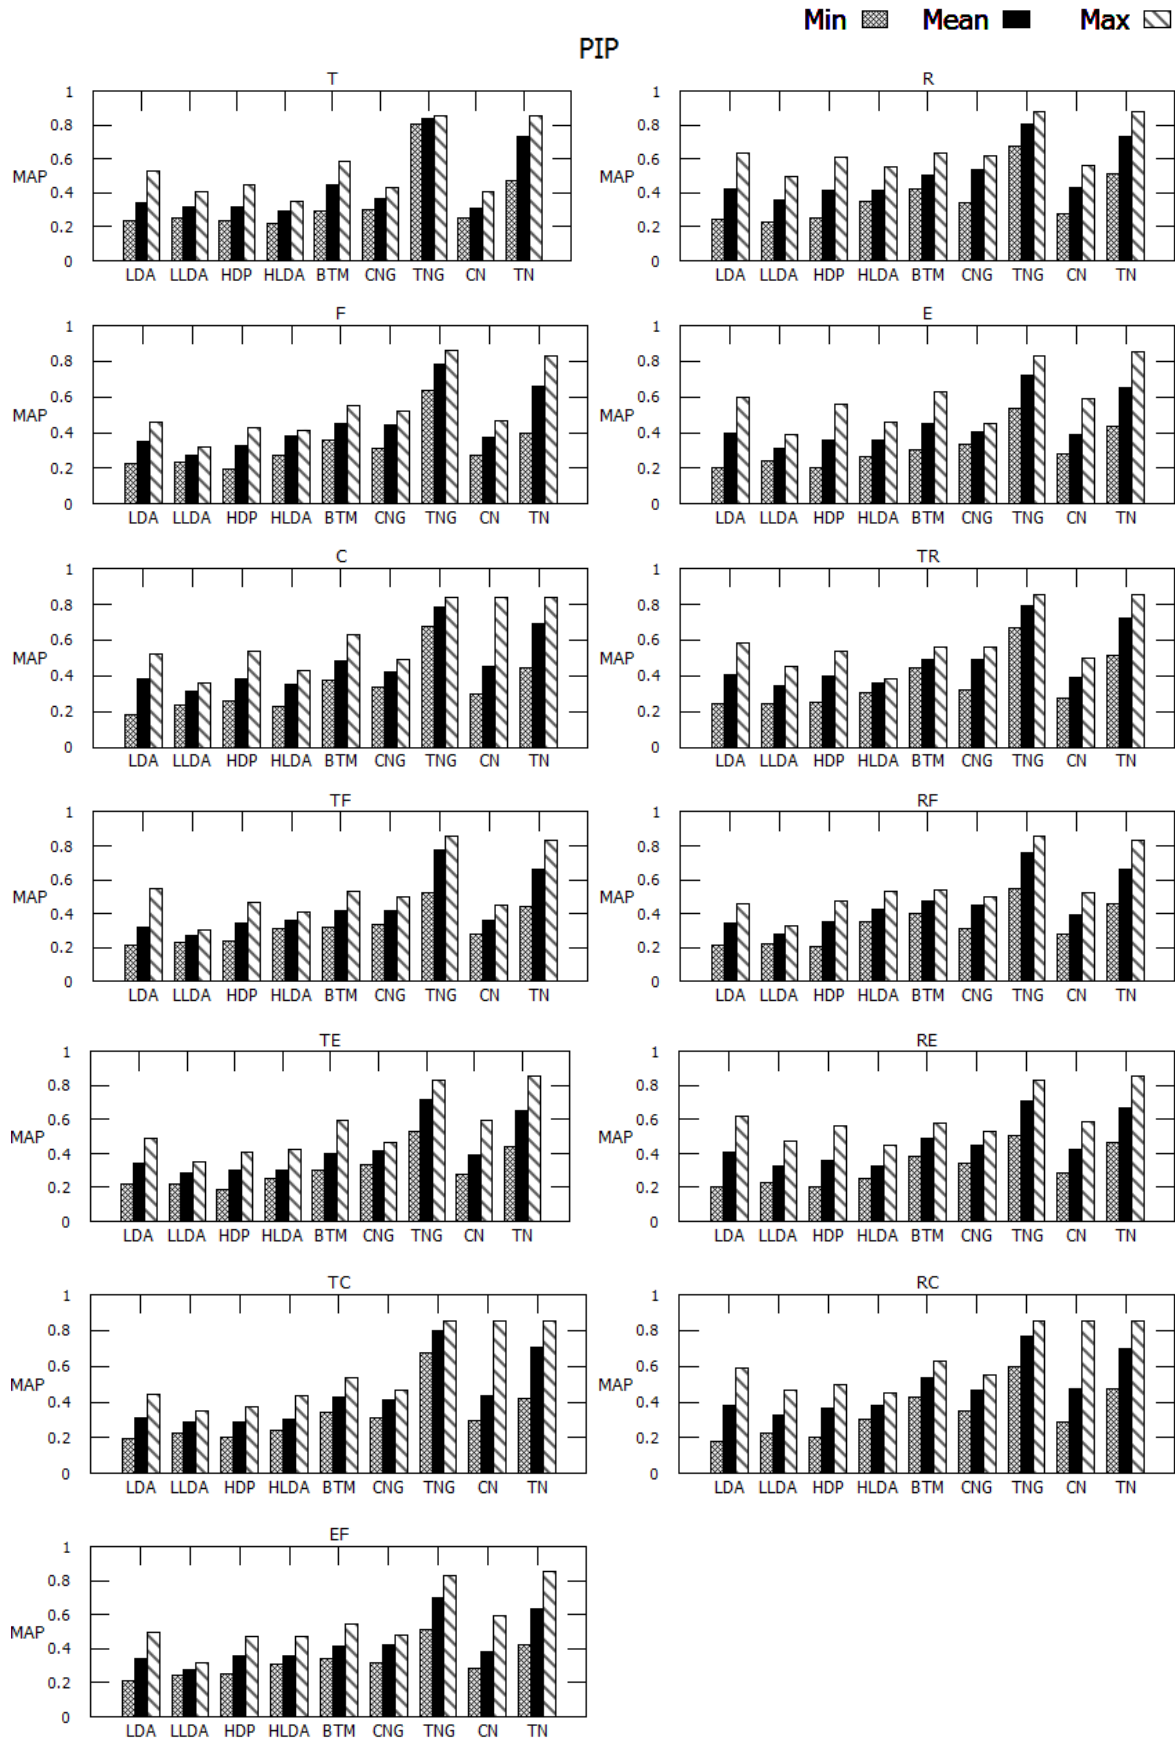 Min Mean Max
PIP
T R
1 1
0.8 0.8
0.6 0.6
MAP MAP
0.4 0.4
0.2 0.2
0 0
LDA LLDA HDP HLDA BTM CNG TNG CN TN LDA LLDA HDP HLDA BTM CNG TNG CN TN
F E
1 1
0.8 0.8
0.6 0.6
MAP MAP
0.4 0.4
0.2 0.2
0 0
LDA LLDA HDP HLDA BTM CNG TNG CN TN LDA LLDA HDP HLDA BTM CNG TNG CN TN
C TR
1 1
0.8 0.8
0.6 0.6
MAP MAP
0.4 0.4
0.2 0.2
0 0
LDA LLDA HDP HLDA BTM CNG TNG CN TN LDA LLDA HDP HLDA BTM CNG TNG CN TN
TF RF
1 1
0.8 0.8
0.6 0.6
MAP MAP
0.4 0.4
0.2 0.2
0 0
LDA LLDA HDP HLDA BTM CNG TNG CN TN LDA LLDA HDP HLDA BTM CNG TNG CN TN
TE RE
1 1
0.8 0.8
0.6 0.6
MAP MAP
0.4 0.4
0.2 0.2
0 0
LDA LLDA HDP HLDA BTM CNG TNG CN TN LDA LLDA HDP HLDA BTM CNG TNG CN TN
TC RC
1 1
0.8 0.8
0.6 0.6
MAP MAP
0.4 0.4
0.2 0.2
0 0
LDA LLDA HDP HLDA BTM CNG TNG CN TN LDA LLDA HDP HLDA BTM CNG TNG CN TN
EF
1
0.8
0.6
MAP
0.4
0.2
0
LDA LLDA HDP HLDA BTM CNG TNG CN TN